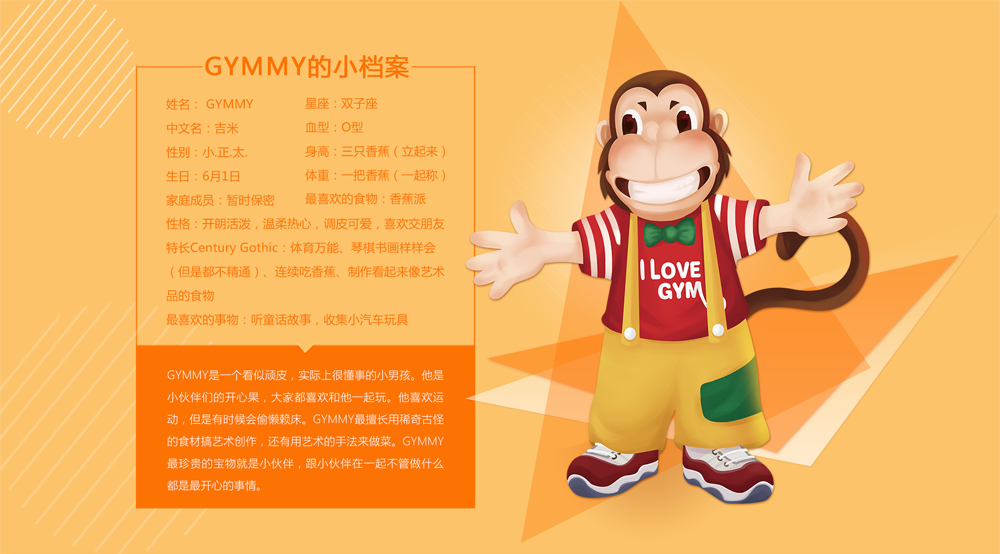 GYMMY的小档案
姓名： GYMMY
星座：双子座
中文名：吉米
血型：O型
性别：小.正.太.
身高：三只香蕉（立起来）
生日：6月1日
体重：一把香蕉（一起称）
家庭成员：暂时保密
最喜欢的食物：香蕉派
性格：开朗活泼，温柔热心，调皮可爱，喜欢交朋友
特长Century Gothic：体育万能、琴棋书画样样会
（但是都不精通）、连续吃香蕉、制作看起来像艺术
品的食物
最喜欢的事物：听童话故事，收集小汽车玩具
GYMMY是一个看似顽皮，实际上很懂事的小男孩。他是
小伙伴们的开心果，大家都喜欢和他一起玩。他喜欢运
动，但是有时候会偷懒赖床。GYMMY最擅长用稀奇古怪
的食材搞艺术创作，还有用艺术的手法来做菜。GYMMY
最珍贵的宝物就是小伙伴，跟小伙伴在一起不管做什么
都是最开心的事情。
I LOVE
GYM